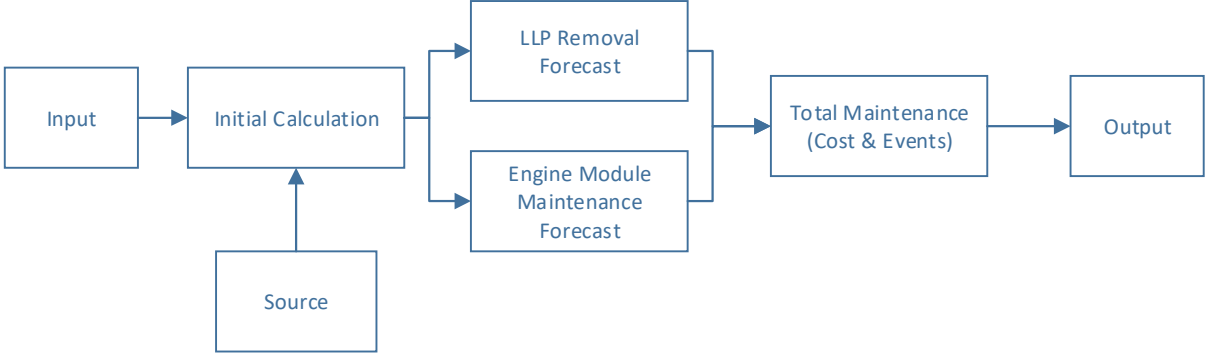 LLP Removal
Forecast
Input
Initial Calculation
Total Maintenance
(Cost & Events)
Output
Engine Module
Maintenance
Forecast
Source